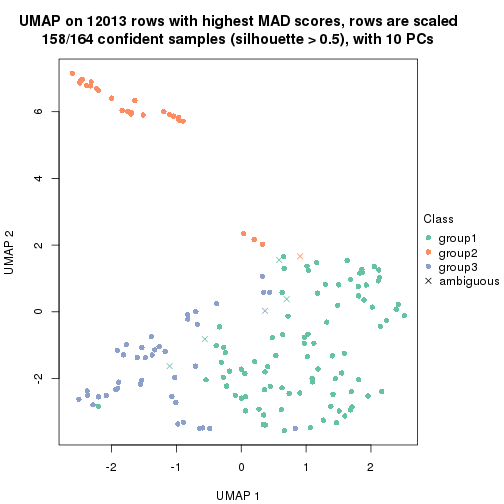 UMAP on 12013 rows with highest MAD scores, rows are scaled
158/164 confident samples (silhouette > 0.5), with 10 PCs
6
4
2
0
-2
UMAP 2
-2
-1
0
1
2
UMAP 1
Class
group1
group2
group3
ambiguous